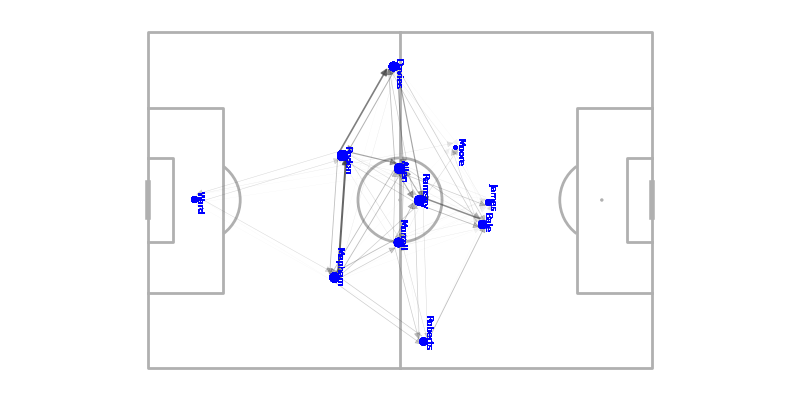 Davies
Moore
Rodon
Allen
Ramsey
James
Ward
Bale
Morrell
Mepham
Roberts